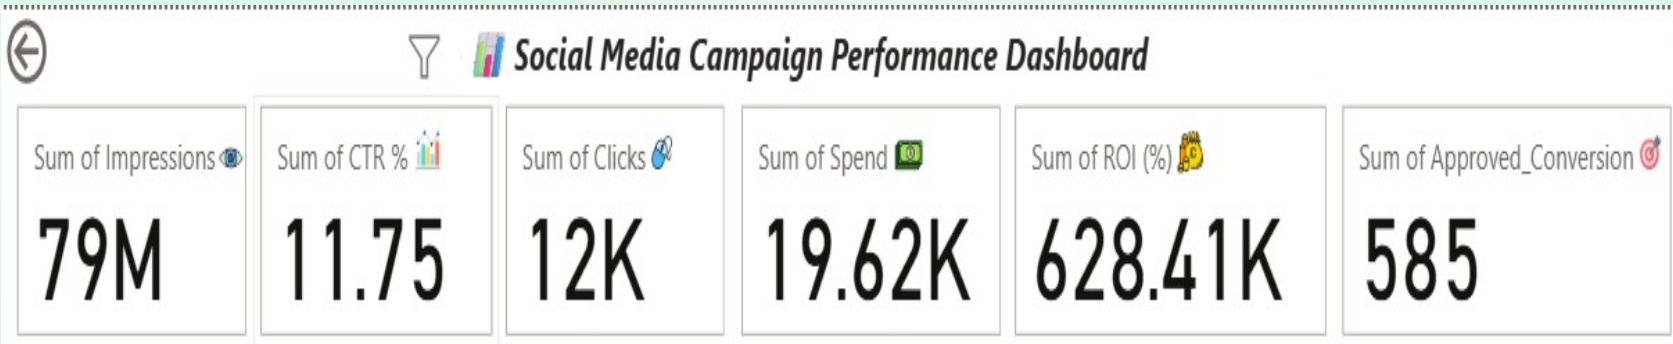 Social Media Campaign Performance Dashboard
Sum of Impressions
79M
Sum of CTR %
11.75
Sum of Clicks
12K
Sum of Spend
19.62K
Sum of ROI (%)
628.41K
Sum of Approved_Conversion
585